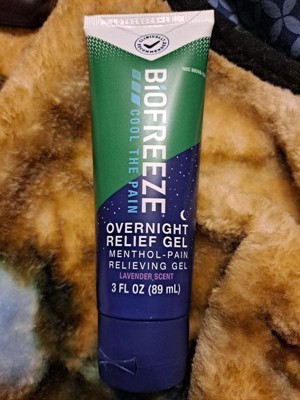 BIOFREEZE
COOL THE PAIN
OVERNIGHT
RELIEF GEL
MENTHOL-PAIN
RELIEVING GEL
LAVENDER SCENT
3 FL OZ (89 mL)